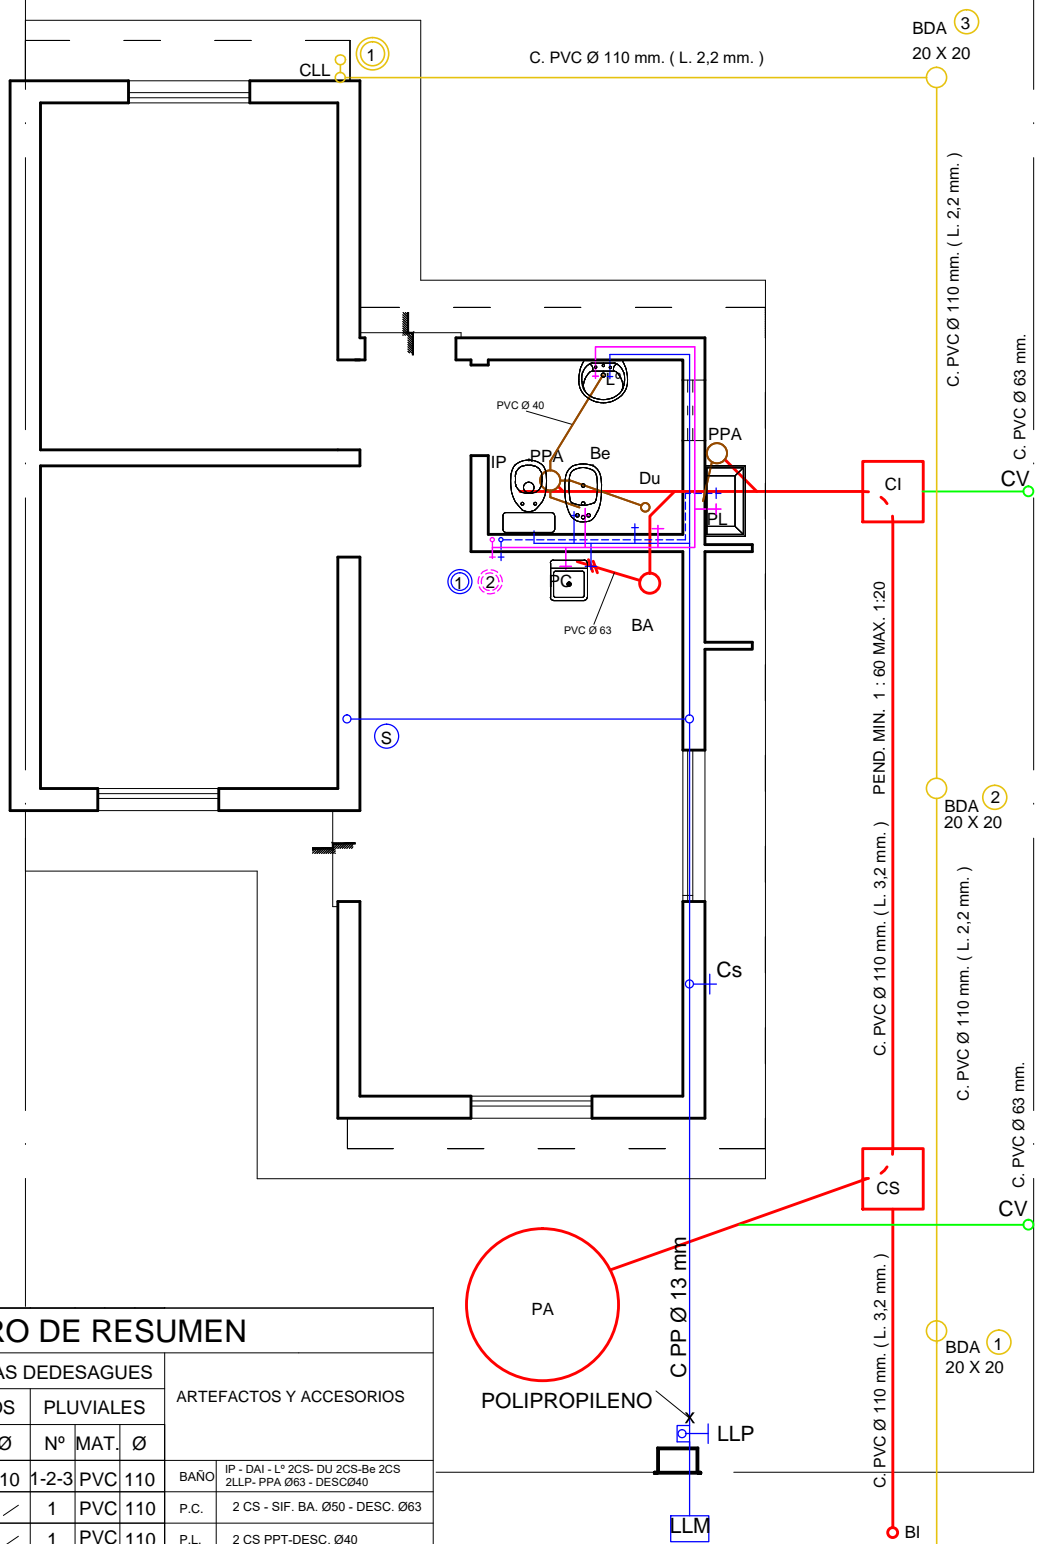 BDA 3
20 X 20
1
CLL
C. PVC Ø 110 mm. ( L. 2,2 mm. )
C. PVC Ø 110 mm. ( L. 2,2 mm. )
C. PVC Ø 63 mm.
CV
Lº
PVC Ø 40
IP
PPA
Be
Du
PPA
PL
CI
1
2
PC
PVC Ø 63
BA
S
C. PVC Ø 110 mm. ( L. 3,2 mm. ) PEND. MIN. 1 : 60 MAX. 1:20
BDA 2
20 X 20
C. PVC Ø 110 mm. ( L. 2,2 mm. )
Cs
C. PVC Ø 63 mm.
CS
CV
PA
C PP Ø 13 mm
C. PVC Ø 110 mm. ( L. 3,2 mm. )
BDA 1
20 X 20
POLIPROPILENO
X
LLP
LLM
BI
RO DE RESUMEN
AS DEDESAGUES
ARTEFACTOS Y ACCESORIOS
OS PLUVIALES
Ø Nº MAT. Ø
10 1-2-3 PVC 110 BAÑO IP - DAI - Lº 2CS- DU 2CS-Be 2CS
2LLP- PPA Ø63 - DESCØ40
/ 1 PVC 110 P.C. 2 CS - SIF. BA. Ø50 - DESC. Ø63
/ 1 PVC 110 P.L. 2 CS PPT-DESC. Ø40